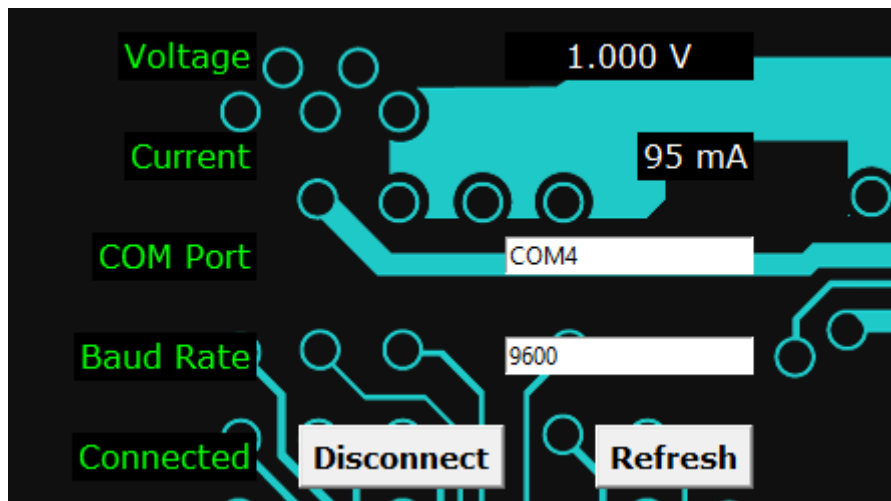 Voltage 1.000 V
Current 95 mA
COM Port COM4
Baud Rate 9600
Connected Disconnect Refresh